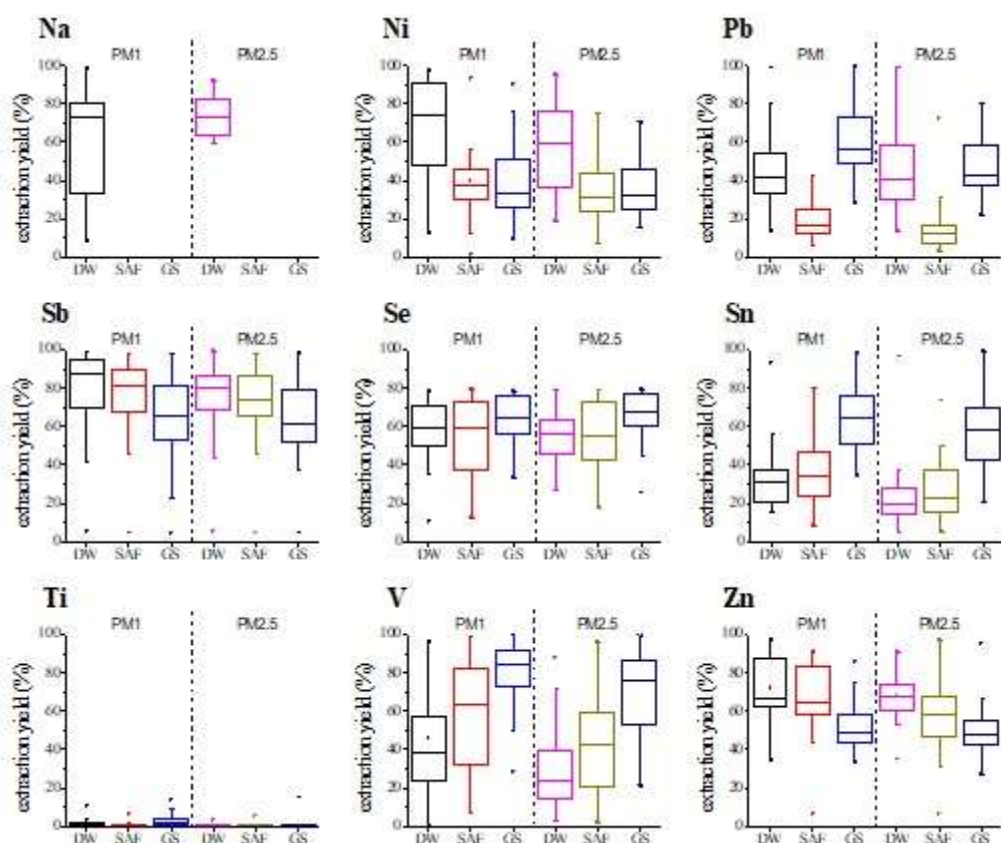 Na
PM1
PM2.5
100
80
60
40
20
0
extraction yield (%)
DW SAF GS DW SAF GS
Ni
PM1
PM2.5
100
80
60
40
20
0
extraction yield (%)
DW SAF GS DW SAF GS
Pb
PM1
PM2.5
100
80
60
40
20
0
extraction yield (%)
DW SAF GS DW SAF GS
Sb
PM1
PM2.5
100
80
60
40
20
0
extraction yield (%)
DW SAF GS DW SAF GS
Se
PM1
PM2.5
100
80
60
40
20
0
extraction yield (%)
DW SAF GS DW SAF GS
Sn
PM1
PM2.5
100
80
60
40
20
0
extraction yield (%)
DW SAF GS DW SAF GS
Ti
PM1
PM2.5
100
80
60
40
20
0
extraction yield (%)
DW SAF GS DW SAF GS
V
PM1
PM2.5
100
80
60
40
20
0
extraction yield (%)
DW SAF GS DW SAF GS
Zn
PM1
PM2.5
100
80
60
40
20
0
extraction yield (%)
DW SAF GS DW SAF GS